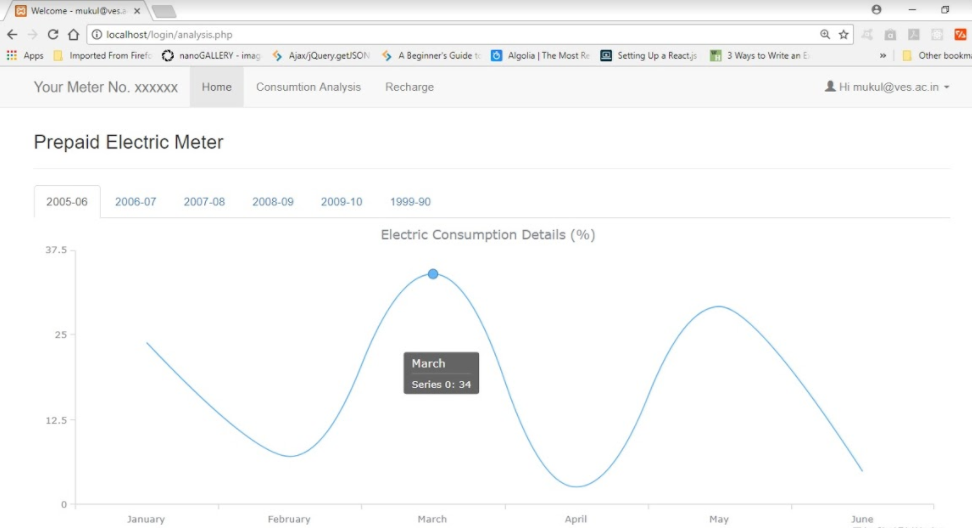 Welcome - mukul@ves.a
localhost/login/analysis.php
Apps Imported From Firefo nanoGALLERY - imag Ajax/jQuery.getJSON A Beginner's Guide to Algolia | The Most Re Setting Up a React.js 3 Ways to Write an E » Other bookma
Your Meter No. xxxxxx Home Consumtion Analysis Recharge Hi mukul@ves.ac.in
Prepaid Electric Meter
2005-06 2006-07 2007-08 2008-09 2009-10 1999-90
Electric Consumption Details (%)
37.5
25
March
Series 0: 34
12.5
0
January February March April May June